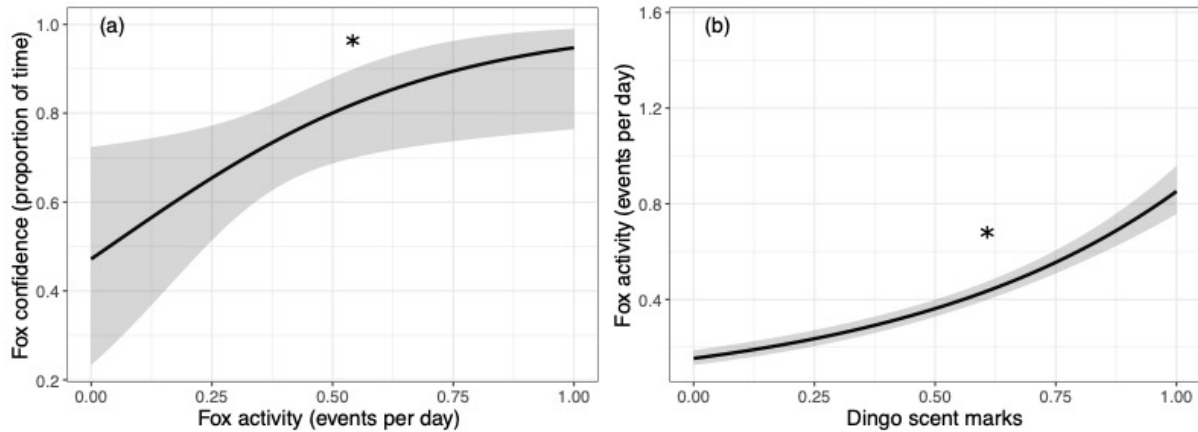 (a)
*
1.0
0.8
0.6
0.4
0.2
Fox confidence (proportion of time)
0.00 0.25 0.50 0.75 1.00
Fox activity (events per day)
(b)
*
1.6
1.2
0.8
0.4
Fox activity (events per day)
0.00 0.25 0.50 0.75 1.00
Dingo scent marks